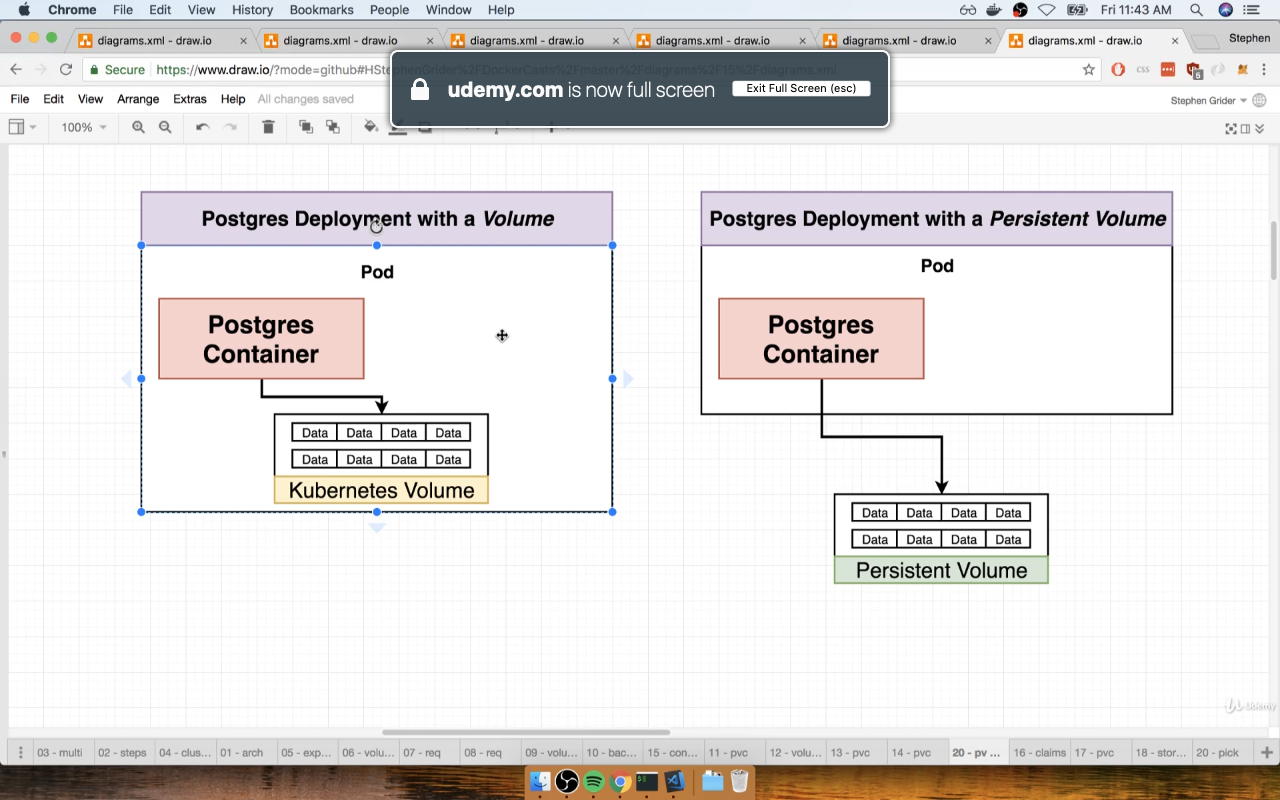 Chrome File Edit View History Bookmarks People Window Help Fri 11:43 AM
diagrams.xml - draw.io diagrams.xml - draw.io diagrams.xml - draw.io diagrams.xml - draw.io diagrams.xml - draw.io diagrams.xml - draw.io Stephen
Secure https://www.draw.io/?mode=github#HStephenGrider%2FDockerCasts%2Fmaster%2Fdiagrams%2F15%2Fdiagrams.xml
css 5
udemy.com is now full screen Exit Full Screen (esc)
File Edit View Arrange Extras Help All changes saved Stephen Grider
100%
Postgres Deployment with a Volume
Pod
Postgres
Container
Data Data Data Data
Data Data Data Data
Kubernetes Volume
Postgres Deployment with a Persistent Volume
Pod
Postgres
Container
Data Data Data Data
Data Data Data Data
Persistent Volume
Udemy
03 - multi 02 - steps 04 - clus... 01 - arch 05 - exp... 06 - volu... 07 - req 08 - req 09 - volu... 10 - bac... 15 - con... 11 - pvc 12 - volu... 13 - pvc 14 - pvc 20 - pv ... 16 - claims 17 - pvc 18 - stor... 20 - pick